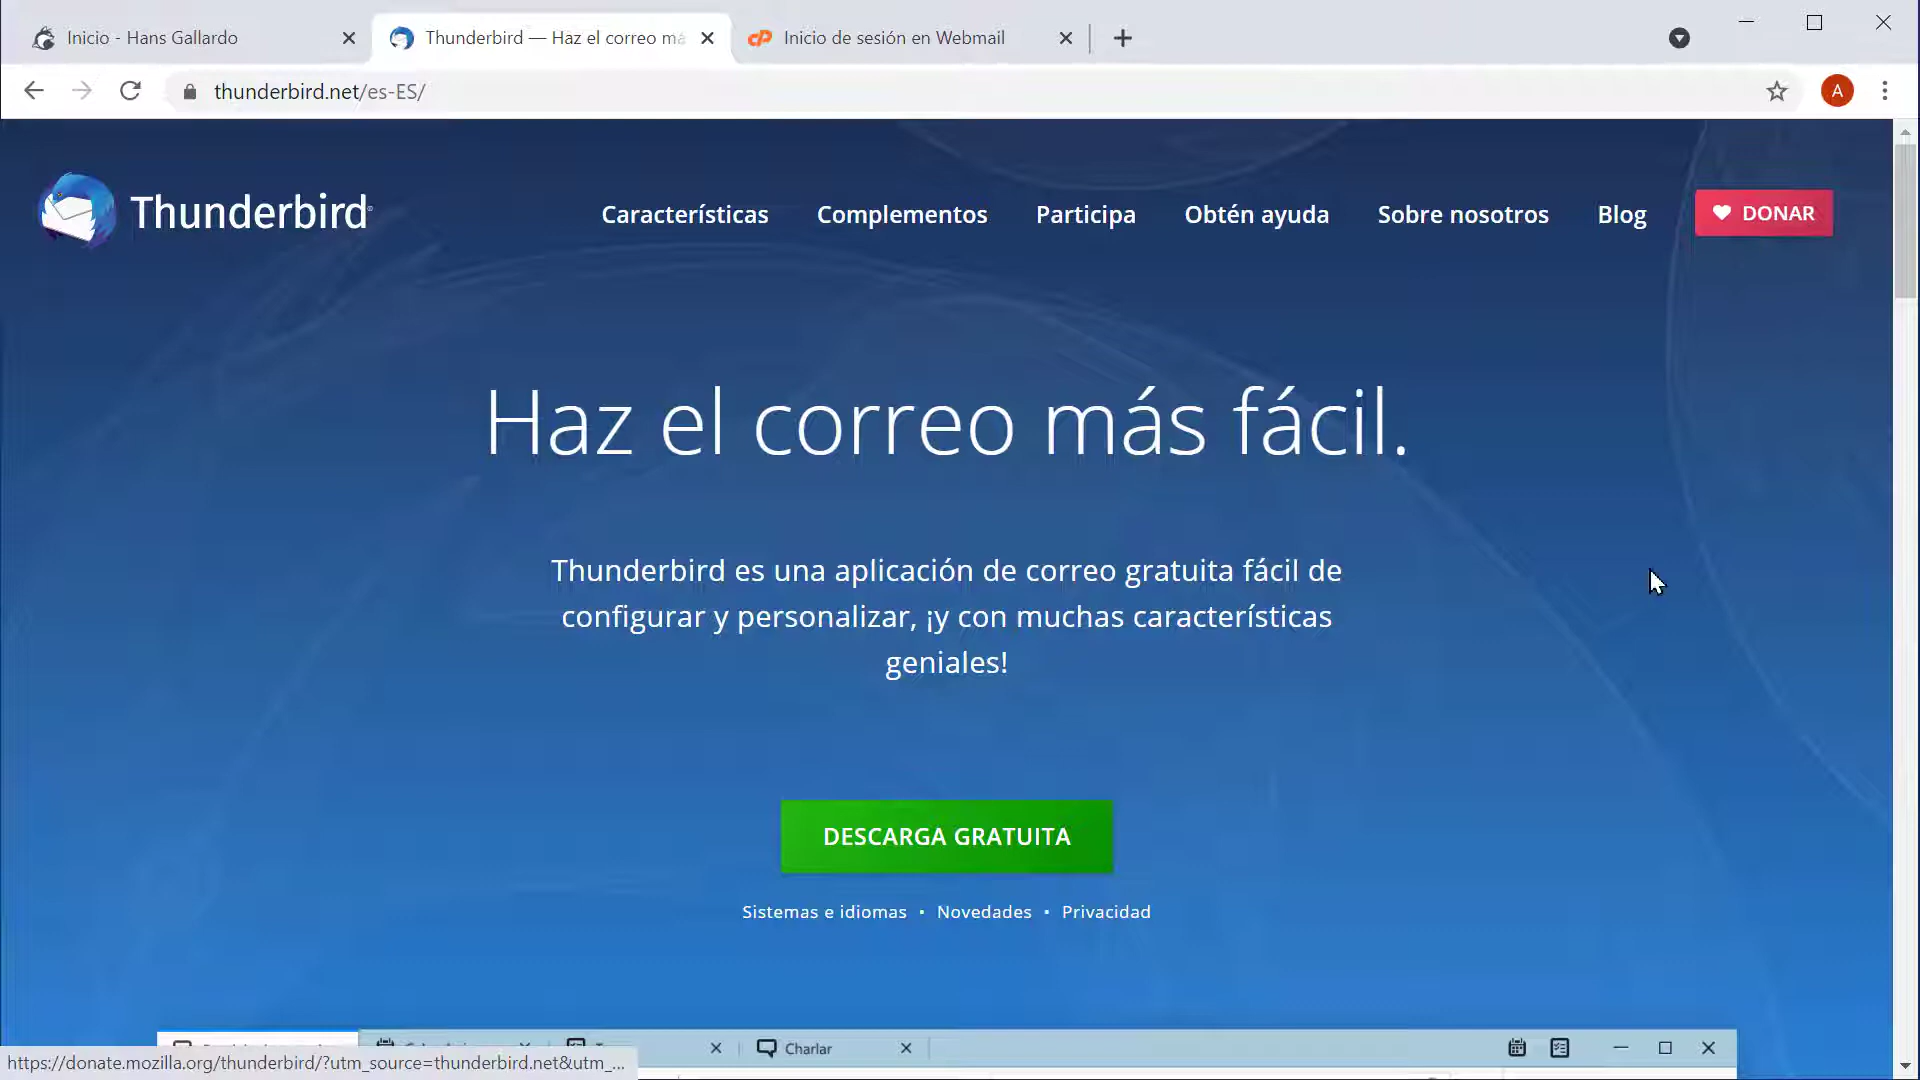 Inicio - Hans Gallardo
Thunderbird — Haz el correo má
Inicio de sesión en Webmail
thunderbird.net/es-ES/
A
Thunderbird
Características
Complementos
Participa
Obtén ayuda
Sobre nosotros
Blog
DONAR
Haz el correo más fácil.
Thunderbird es una aplicación de correo gratuita fácil de
configurar y personalizar, ¡y con muchas características
geniales!
DESCARGA GRATUITA
Sistemas e idiomas • Novedades • Privacidad
Charlar
https://donate.mozilla.org/thunderbird/?utm_source=thunderbird.net&utm_...